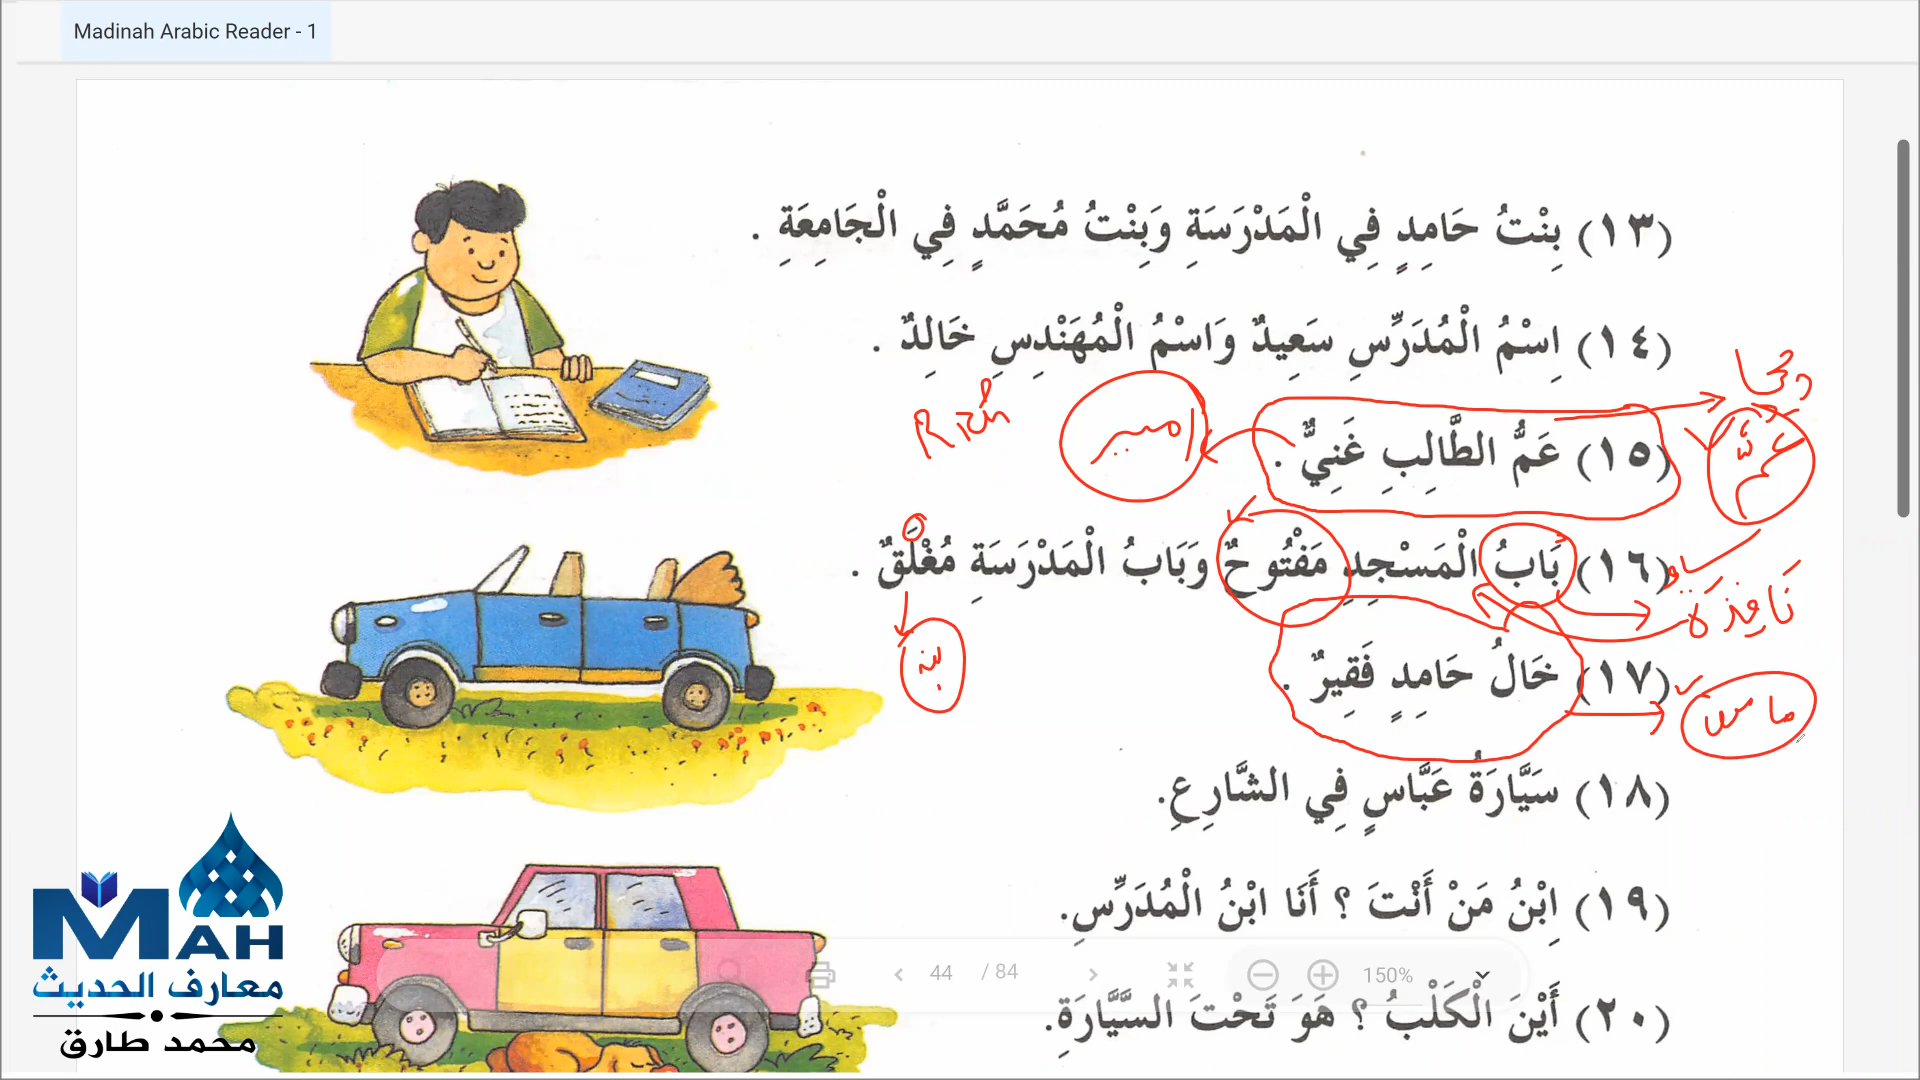 Madinah Arabic Reader - 1
(١٣) بِنْتُ حَامِدٍ فِي الْمَدْرَسَةِ وَبِنْتُ مُحَمَّدٍ فِي الْجَامِعَةِ .
(١٤) اِسْمُ الْمُدَرِّسِ سَعِيدٌ وَاسْمُ الْمُهَنْدِسِ خَالِدٌ .
Rich
امیر
(١٥) عَمُّ الطَّالِبِ غَنِيٌّ .
(١٦) بَابُ الْمَسْجِدِ مَفْتُوحٌ وَبَابُ الْمَدْرَسَةِ مُغْلَقٌ .
نَافِذَة
(١٧) خَالُ حَامِدٍ فَقِيرٌ .
(١٨) سَيَّارَةُ عَبَّاسٍ فِي الشَّارِعِ.
(١٩) اِبْنُ مَنْ أَنْتَ ؟ أَنَا ابْنُ الْمُدَرِّسِ.
(٢٠) أَيْنَ الْكَلْبُ ؟ هَوَ تَحْتَ السَّيَّارَةِ.
44 / 84
150%
MAH
معارف الحديث
محمد طارق